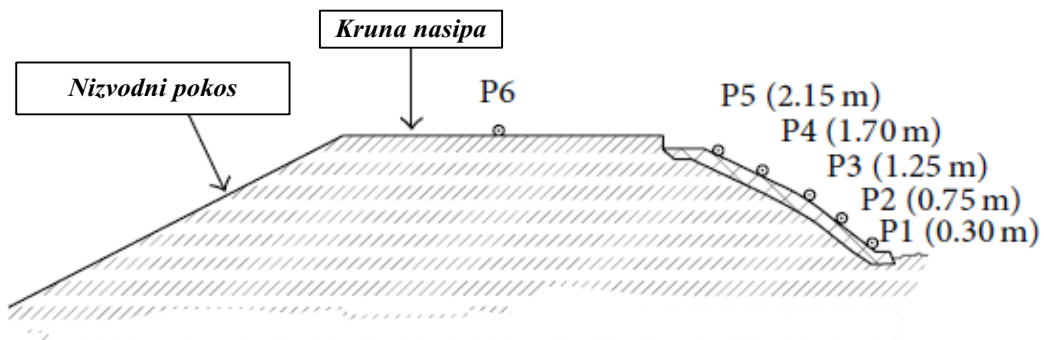 Kruna nasipa
Nizvodni pokos
P6
P5 (2.15 m)
P4 (1.70 m)
P3 (1.25 m)
P2 (0.75 m)
P1 (0.30 m)